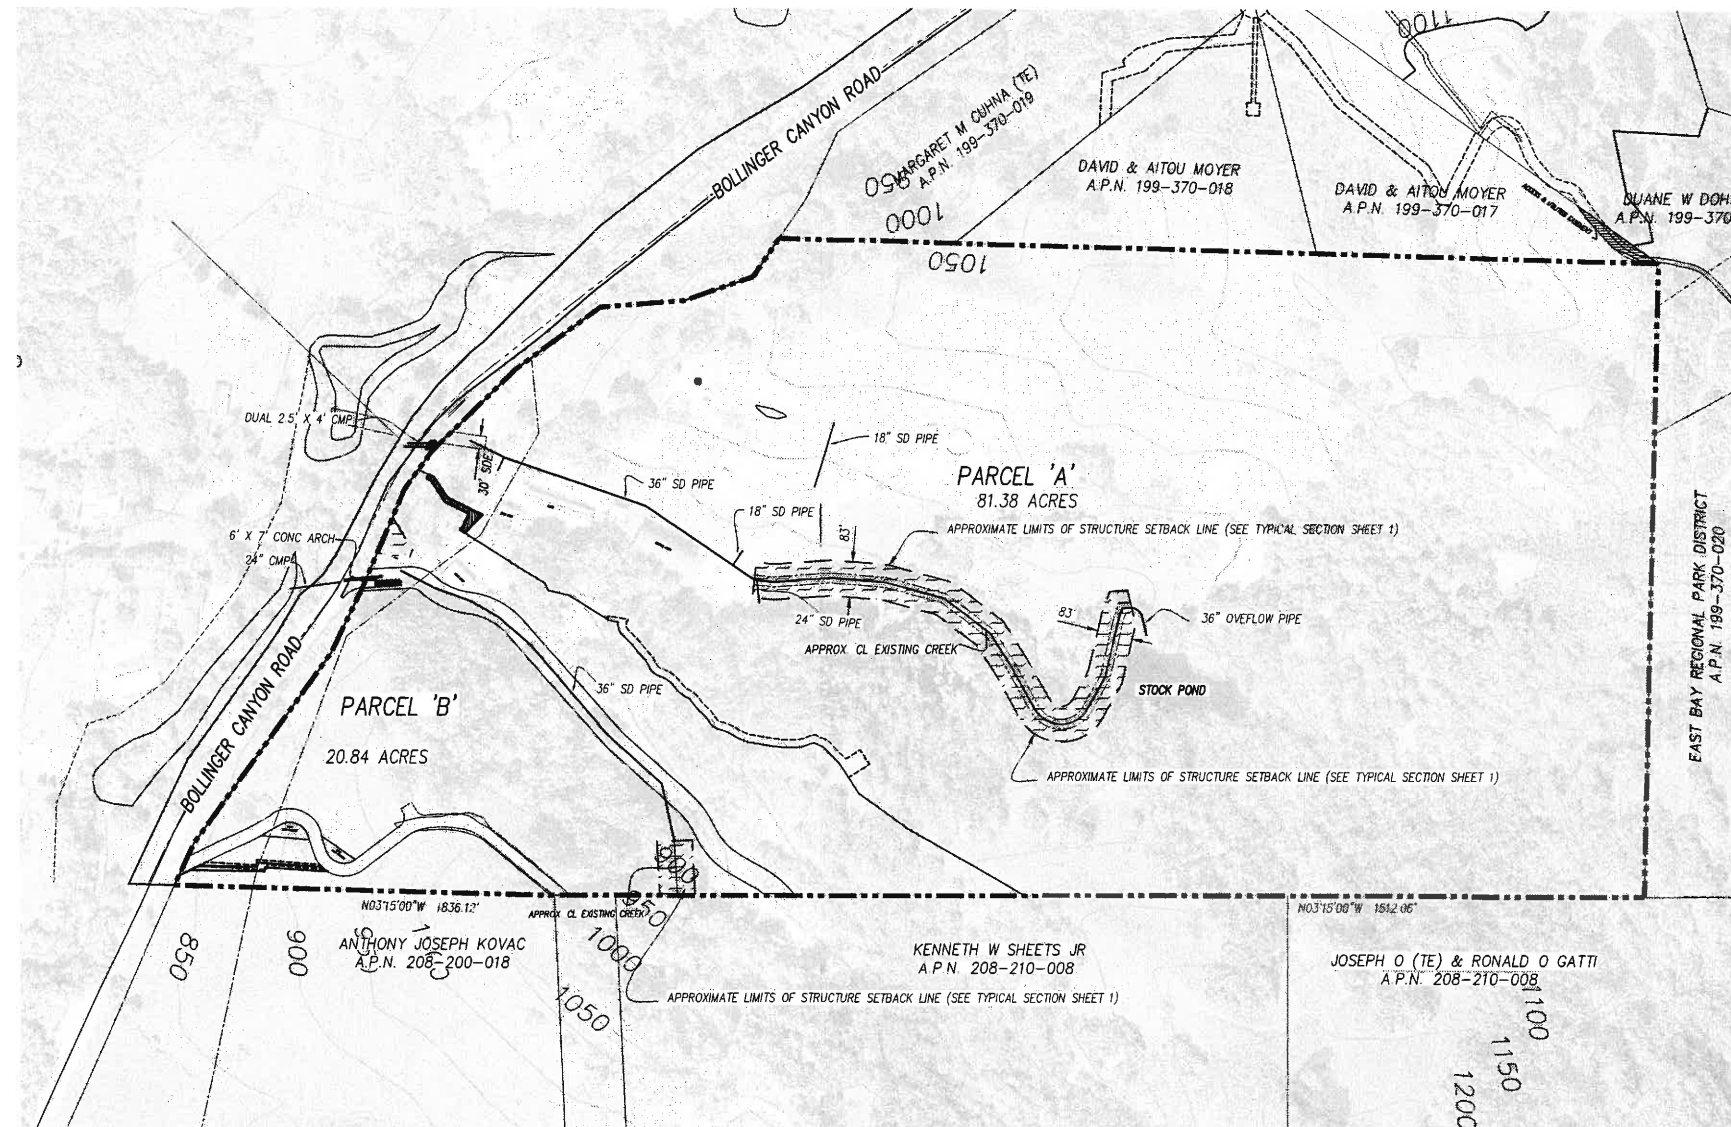 1100
BOLLINGER CANYON ROAD
MARGARET M CUHNA (TE)
A.P.N. 199-370-019
950
1000
1050
DAVID & AITOU MOYER
A.P.N. 199-370-018
DAVID & AITOU MOYER
A.P.N. 199-370-017
DUANE W DOH
A.P.N. 199-370
DUAL 2.5' X 4' CMP
30' SDE
36" SD PIPE
18" SD PIPE
18" SD PIPE
PARCEL 'A'
81.38 ACRES
APPROXIMATE LIMITS OF STRUCTURE SETBACK LINE (SEE TYPICAL SECTION SHEET 1)
83'
6' X 7' CONC ARCH
24" CMP
24" SD PIPE
APPROX. CL EXISTING CREEK
83'
36" OVEFLOW PIPE
STOCK POND
EAST BAY REGIONAL PARK DISTRICT
A.P.N. 199-370-020
36" SD PIPE
PARCEL 'B'
20.84 ACRES
BOLLINGER CANYON ROAD
APPROXIMATE LIMITS OF STRUCTURE SETBACK LINE (SEE TYPICAL SECTION SHEET 1)
900
950
1000
1050
N03°15'00"W 1836.12'
APPROX CL EXISTING CREEK
N03°15'00"W 1512.06'
850
900
ANTHONY JOSEPH KOVAC
A.P.N. 208-200-018
KENNETH W SHEETS JR
A.P.N. 208-210-008
JOSEPH O (TE) & RONALD O GATTI
A.P.N. 208-210-008
APPROXIMATE LIMITS OF STRUCTURE SETBACK LINE (SEE TYPICAL SECTION SHEET 1)
1100
1150
1200